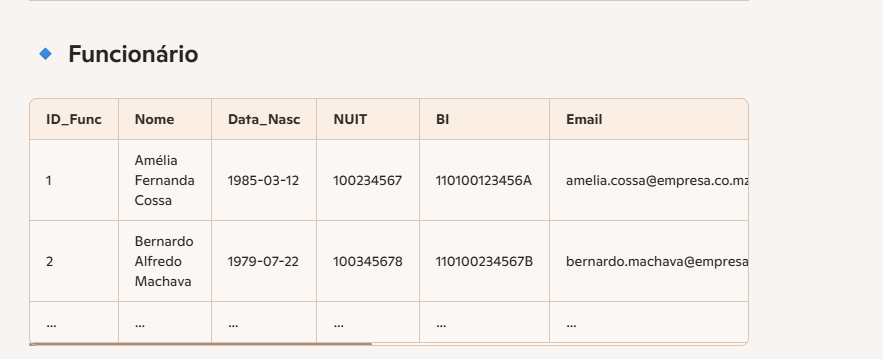 Funcionário
ID_Func Nome Data_Nasc NUIT BI Email
Amélia
1 Fernanda 1985-03-12 100234567 110100123456A amelia.cossa@empresa.co.mz
Cossa
Bernardo
2 Alfredo 1979-07-22 100345678 110100234567B bernardo.machava@empresa
Machava
... ... ... ... ... ...